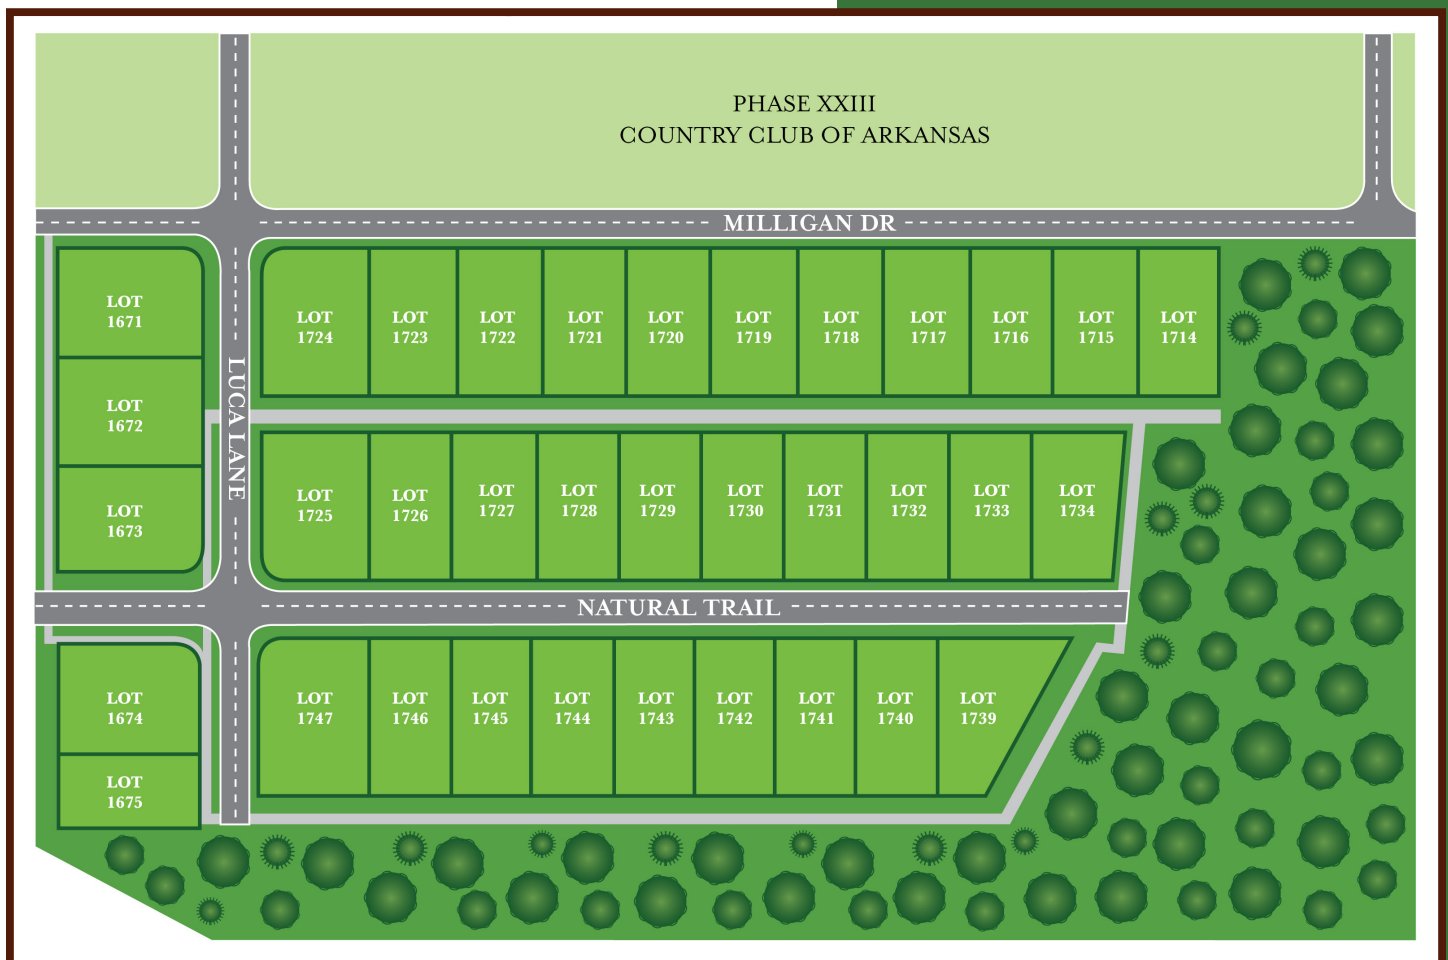 PHASE XXIII
COUNTRY CLUB OF ARKANSAS
MILLIGAN DR
LOT
1671
LOT
1672
LOT
1673
LUCA LANE
LOT
1724
LOT
1723
LOT
1722
LOT
1721
LOT
1720
LOT
1719
LOT
1718
LOT
1717
LOT
1716
LOT
1715
LOT
1714
LOT
1725
LOT
1726
LOT
1727
LOT
1728
LOT
1729
LOT
1730
LOT
1731
LOT
1732
LOT
1733
LOT
1734
NATURAL TRAIL
LOT
1674
LOT
1675
LOT
1747
LOT
1746
LOT
1745
LOT
1744
LOT
1743
LOT
1742
LOT
1741
LOT
1740
LOT
1739